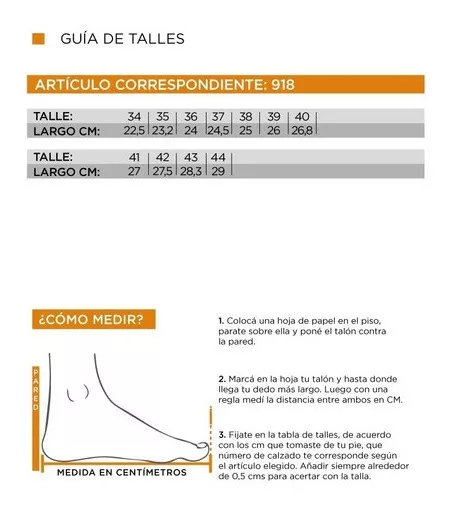 GUÍA DE TALLES
ARTÍCULO CORRESPONDIENTE: 918
TALLE: 34 35 36 37 38 39 40
LARGO CM: 22,5 23,2 24 24,5 25 26 26,8
TALLE: 41 42 43 44
LARGO CM: 27 27,5 28,3 29
¿CÓMO MEDIR?
PARED
MEDIDA EN CENTÍMETROS
1. Colocá una hoja de papel en el piso,
parate sobre ella y poné el talón contra
la pared.
2. Marcá en la hoja tu talón y hasta donde
llega tu dedo más largo. Luego con una
regla medí la distancia entre ambos en CM.
3. Fijate en la tabla de talles, de acuerdo
con los cm que tomaste de tu pie, que
número de calzado te corresponde según
el artículo elegido. Añadir siempre alrededor
de 0,5 cms para acertar con la talla.